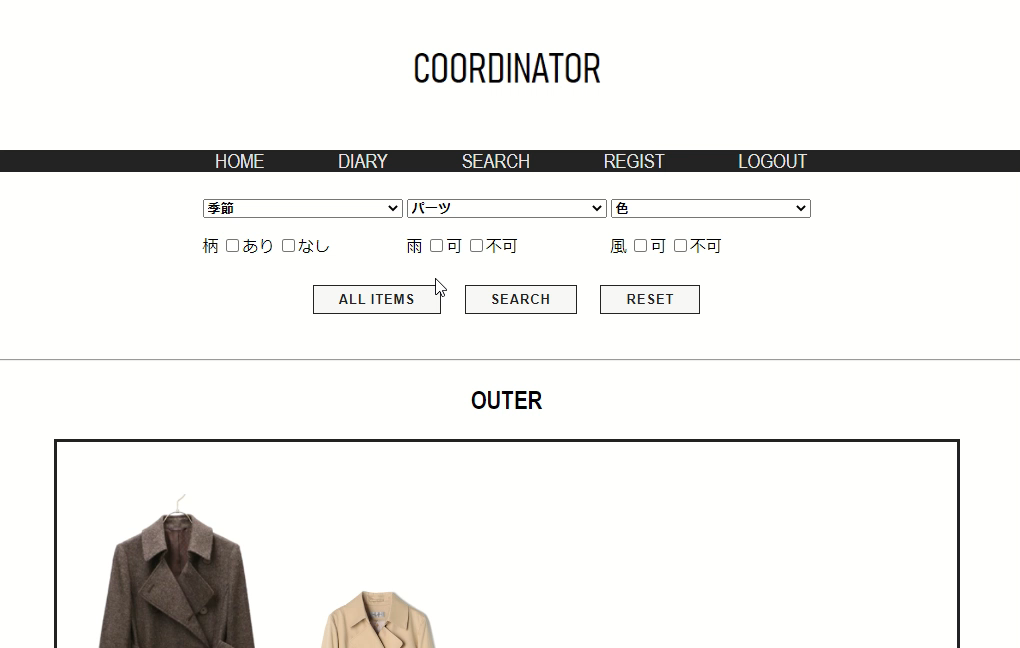 COORDINATOR
HOME DIARY SEARCH REGIST LOGOUT
季節 パーツ 色
柄 あり なし 雨 可 不可 風 可 不可
ALL ITEMS SEARCH RESET
OUTER